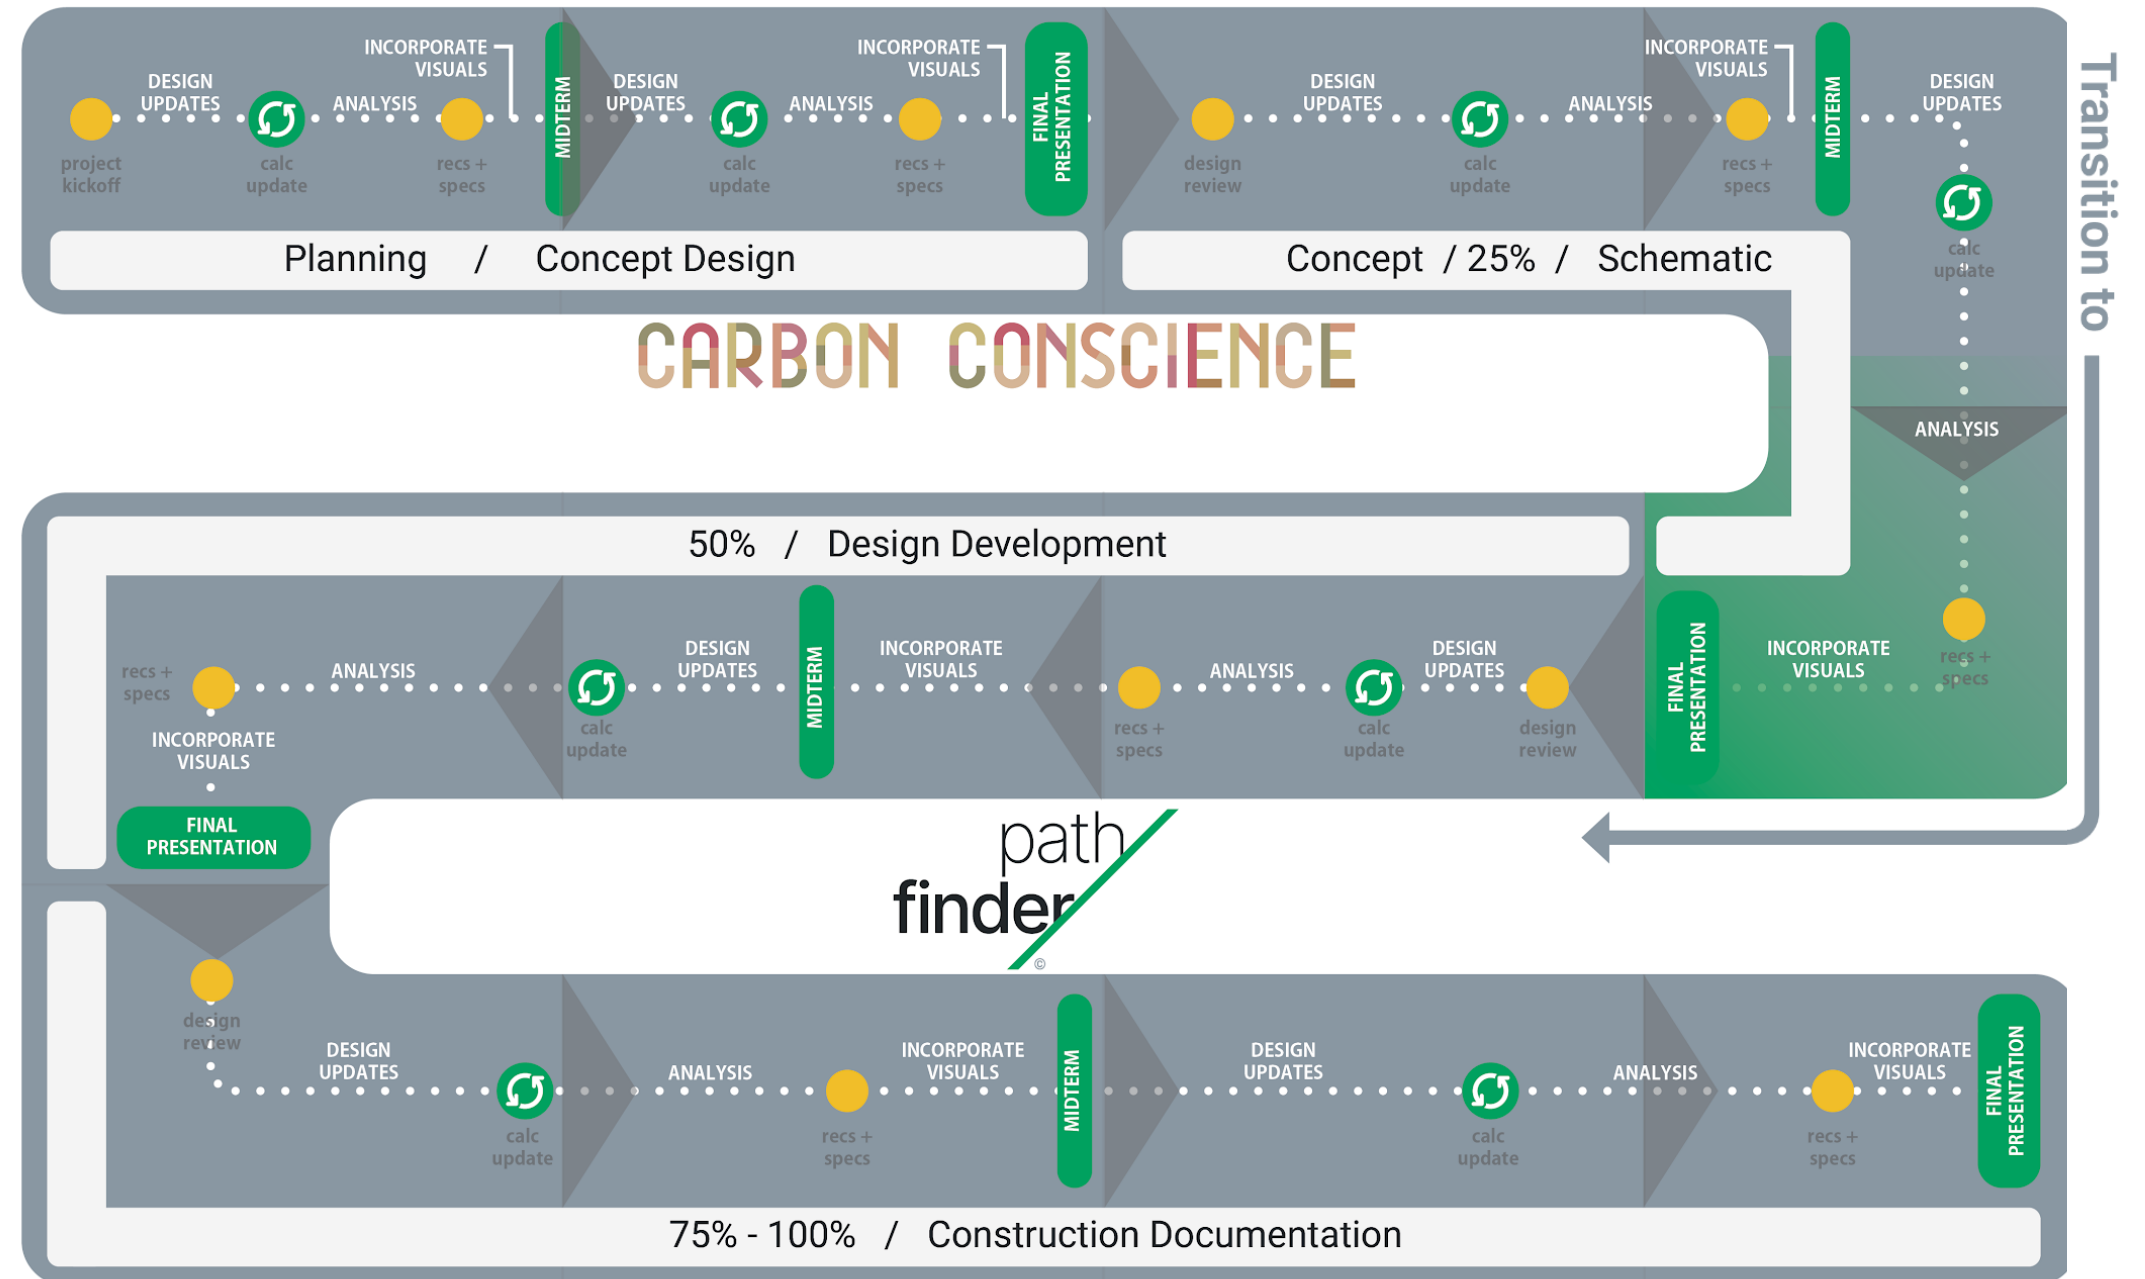 INCORPORATE
VISUALS
DESIGN
UPDATES
ANALYSIS
project
kickoff
calc
update
recs +
specs
MIDTERM
DESIGN
UPDATES
INCORPORATE
VISUALS
ANALYSIS
calc
update
recs +
specs
FINAL
PRESENTATION
Planning / Concept Design
DESIGN
UPDATES
INCORPORATE
VISUALS
ANALYSIS
design
review
calc
update
recs +
specs
MIDTERM
DESIGN
UPDATES
calc
update
Concept / 25% / Schematic
Transition to
CARBON CONSCIENCE
ANALYSIS
recs +
specs
INCORPORATE
VISUALS
FINAL
PRESENTATION
50% / Design Development
design
review
DESIGN
UPDATES
calc
update
ANALYSIS
recs +
specs
INCORPORATE
VISUALS
MIDTERM
DESIGN
UPDATES
calc
update
ANALYSIS
recs +
specs
INCORPORATE
VISUALS
FINAL
PRESENTATION
path
finder
©
design
review
DESIGN
UPDATES
calc
update
ANALYSIS
recs +
specs
INCORPORATE
VISUALS
MIDTERM
DESIGN
UPDATES
calc
update
ANALYSIS
recs +
specs
INCORPORATE
VISUALS
FINAL
PRESENTATION
75% - 100% / Construction Documentation